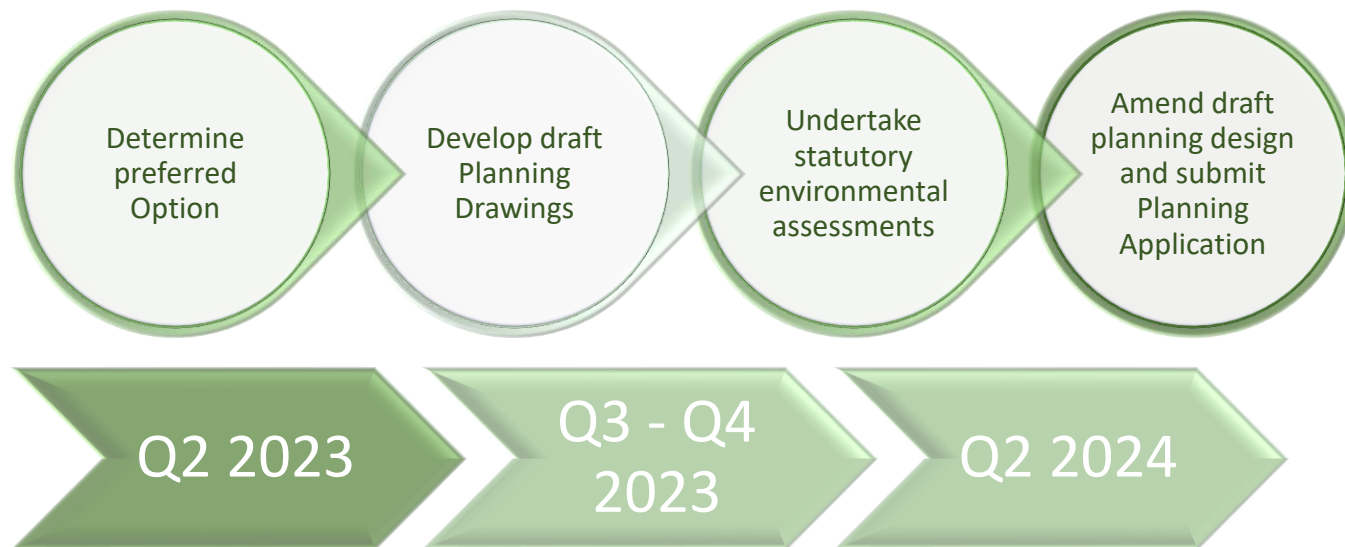 Determine
preferred
Option
Develop draft
Planning
Drawings
Undertake
statutory
environmental
assessments
Amend draft
planning design
and submit
Planning
Application
Q2 2023
Q3 - Q4
2023
Q2 2024